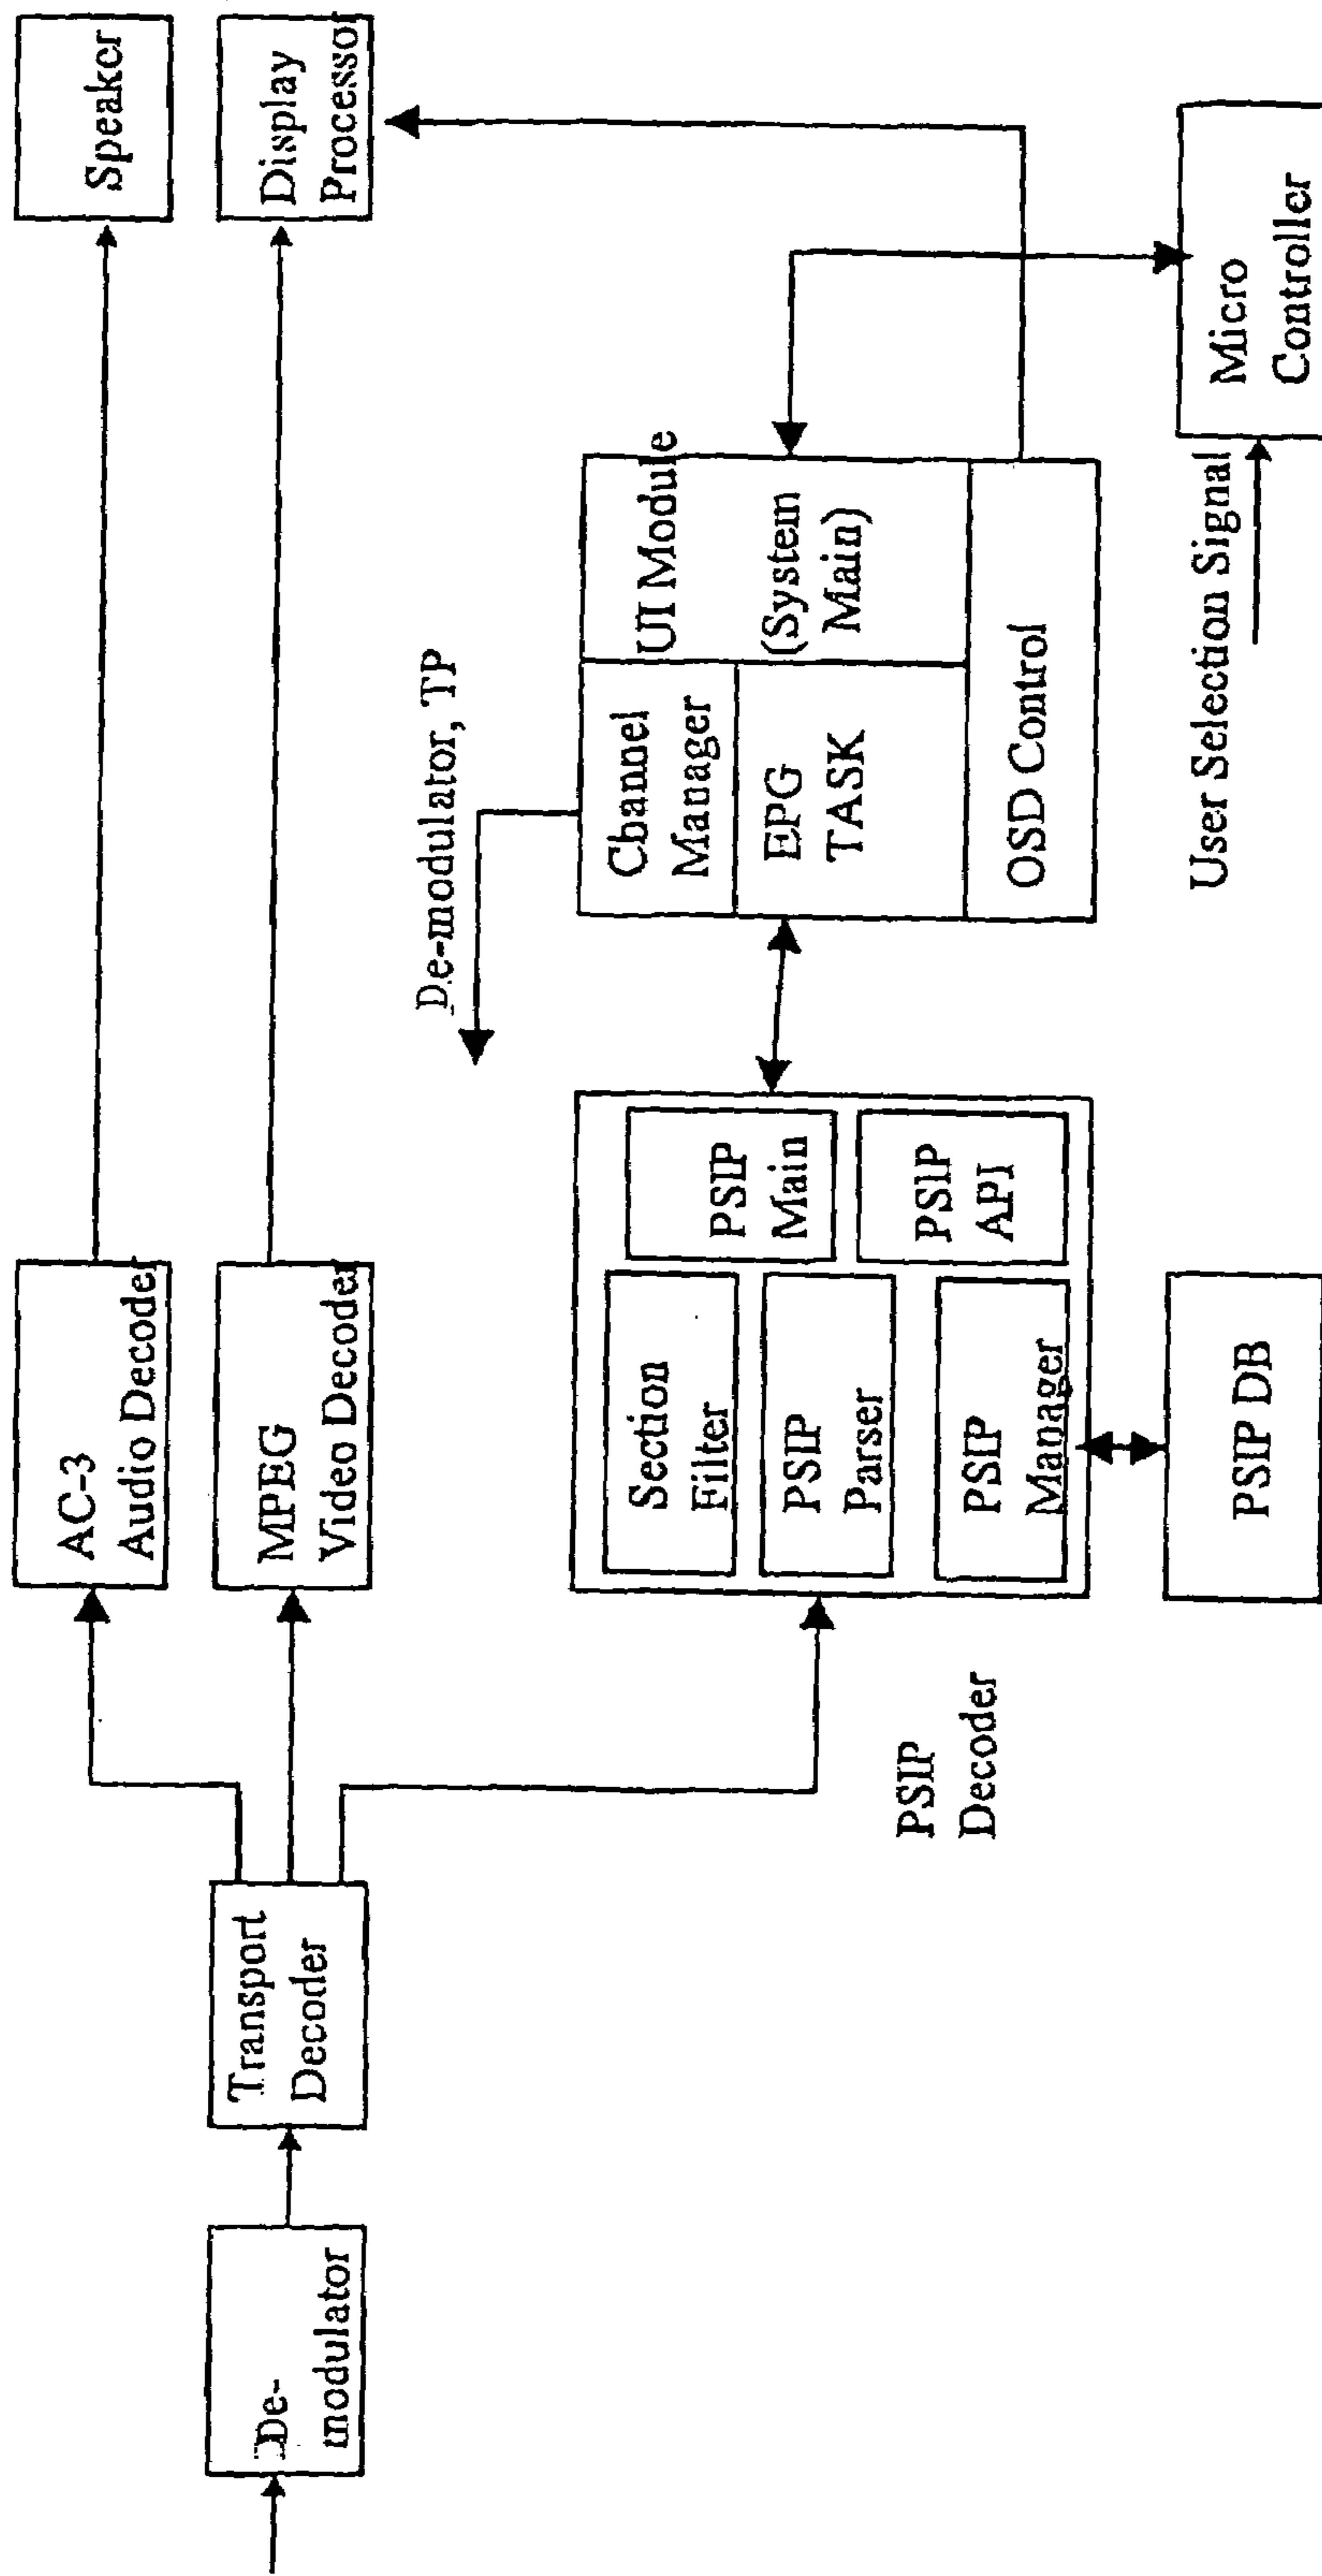 De-
modulator
Transport
Decoder
AC-3
Audio Decoder
MPEG
Video Decoder
Speaker
Display
Processor
De-modulator, TP
PSIP
Decoder
Section
Filter
PSIP
Parser
PSIP
Manager
PSIP
Main
PSIP
API
PSIP DB
Channel
Manager
EPG
TASK
UI Module
(System
Main)
OSD Control
User Selection Signal
Micro
Controller